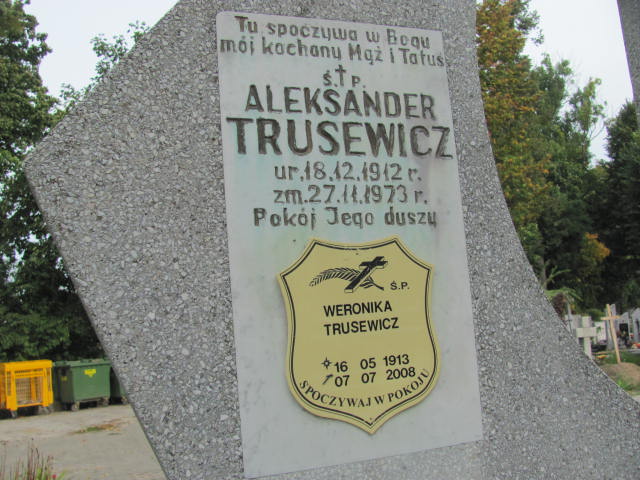 Tu spoczywa w Bogu
mój kochany Mąż i Tatuś
Ś†P.
ALEKSANDER
TRUSEWICZ
ur. 18.12.1912 r.
zm. 27.11.1973 r.
Pokój Jego duszy
Ś.P.
WERONIKA
TRUSEWICZ
16 05 1913
07 07 2008
SPOCZYWAJ W POKOJU